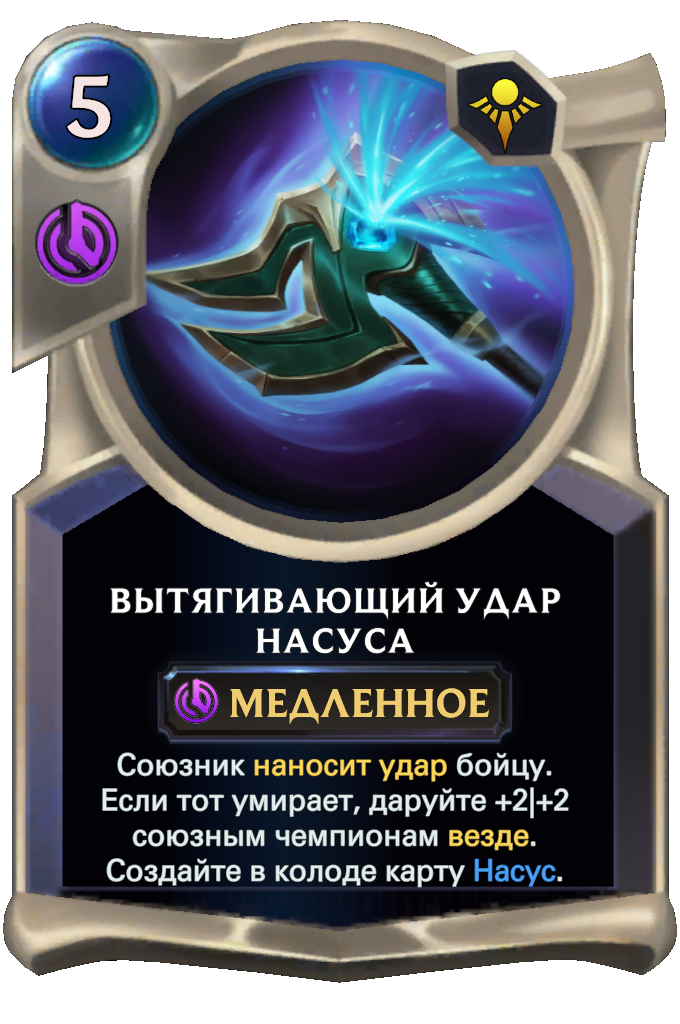 5
ВЫТЯГИВАЮЩИЙ УДАР
НАСУСА
МЕДЛЕННОЕ
Союзник наносит удар бойцу.
Если тот умирает, даруйте +2|+2
союзным чемпионам везде.
Создайте в колоде карту Насус.